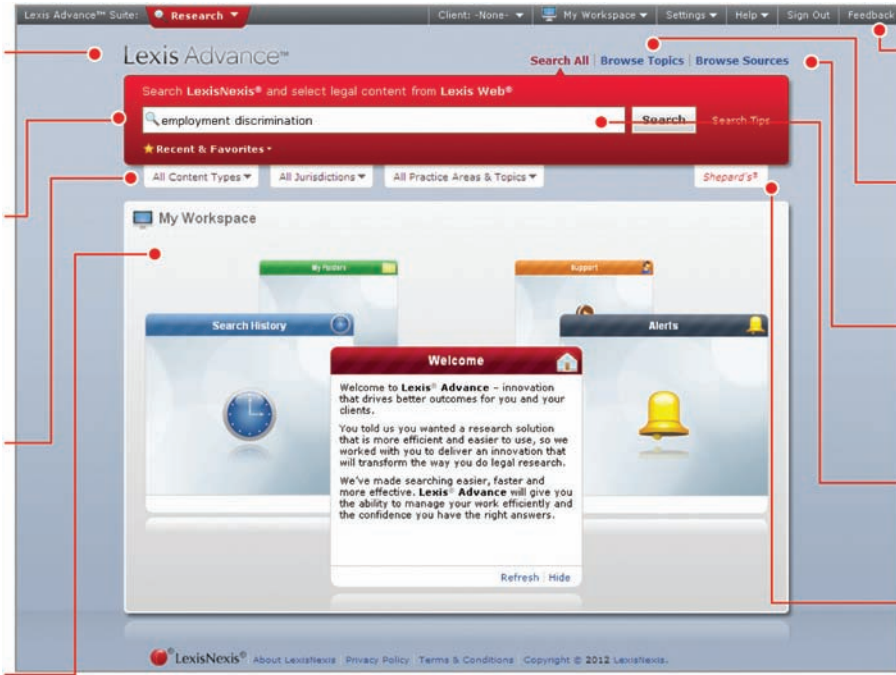 Lexis Advance™ Suite: Research Client: -None- My Workspace Settings Help Sign Out Feedback
Lexis Advance™
Search All | Browse Topics | Browse Sources
Search LexisNexis® and select legal content from Lexis Web®
employment discrimination Search Search Tips
Recent & Favorites
All Content Types All Jurisdictions All Practice Areas & Topics Shepard's®
My Workspace
My Folders Support
Search History Alerts
Welcome
Welcome to Lexis® Advance – innovation
that drives better outcomes for you and your
clients.
You told us you wanted a research solution
that is more efficient and easier to use, so we
worked with you to deliver an innovation that
will transform the way you do legal research.
We've made searching easier, faster and
more effective. Lexis® Advance will give you
the ability to manage your work efficiently and
the confidence you have the right answers.
Refresh | Hide
LexisNexis® About LexisNexis Privacy Policy Terms & Conditions Copyright © 2012 LexisNexis.